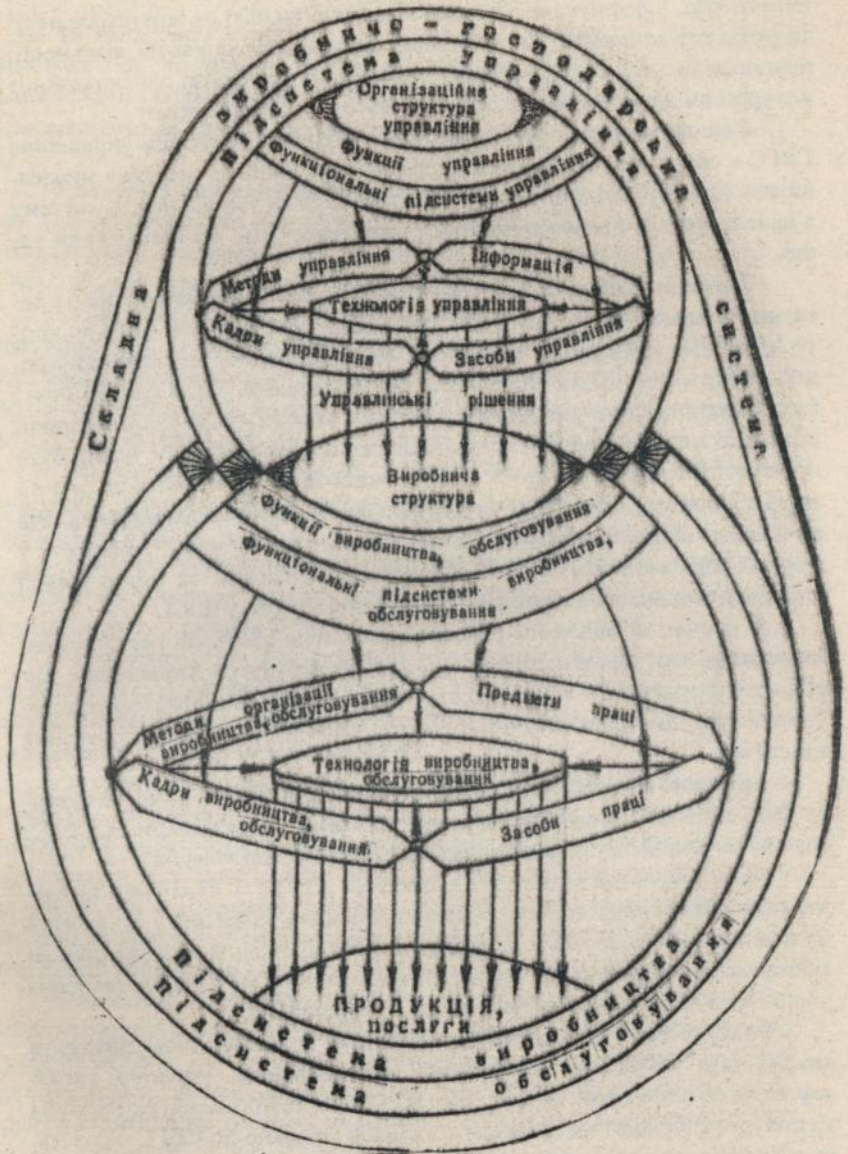 Складна виробничо – господарська система
Підсистема Управління
Організаційна
структура
управління
Функції управління
Функціональні підсистеми управління
Методи управління
Інформація
Технологія управління
Кадри управління
Засоби управління
Управлінські рішення
Виробнича
структура
Функції виробництва, обслуговування
Функціональні підсистеми виробництва,
обслуговування
Методи організації
виробництва, обслуговування
Предмети праці
Технологія виробництва,
обслуговування
Кадри виробництва,
обслуговування
Засоби праці
ПРОДУКЦІЯ,
ПОСЛУГИ
Підсистема виробництва
Підсистема обслуговування